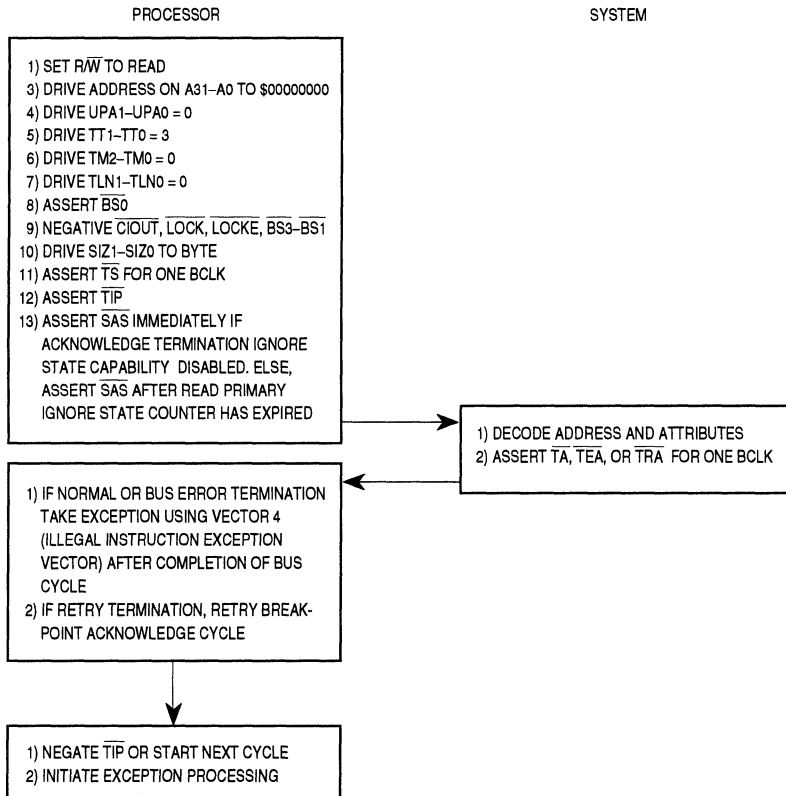 PROCESSOR
SYSTEM
1) SET R/W̅ TO READ
3) DRIVE ADDRESS ON A31–A0 TO $00000000
4) DRIVE UPA1–UPA0 = 0
5) DRIVE TT1–TT0 = 3
6) DRIVE TM2–TM0 = 0
7) DRIVE TLN1–TLN0 = 0
8) ASSERT BS0
9) NEGATIVE CIOUT, LOCK, LOCKE, BS3–BS1
10) DRIVE SIZ1–SIZ0 TO BYTE
11) ASSERT TS FOR ONE BCLK
12) ASSERT TIP
13) ASSERT SAS IMMEDIATELY IF
ACKNOWLEDGE TERMINATION IGNORE
STATE CAPABILITY DISABLED. ELSE,
ASSERT SAS AFTER READ PRIMARY
IGNORE STATE COUNTER HAS EXPIRED
1) DECODE ADDRESS AND ATTRIBUTES
2) ASSERT TA, TEA, OR TRA FOR ONE BCLK
1) IF NORMAL OR BUS ERROR TERMINATION
TAKE EXCEPTION USING VECTOR 4
(ILLEGAL INSTRUCTION EXCEPTION
VECTOR) AFTER COMPLETION OF BUS
CYCLE
2) IF RETRY TERMINATION, RETRY BREAK-
POINT ACKNOWLEDGE CYCLE
1) NEGATE TIP OR START NEXT CYCLE
2) INITIATE EXCEPTION PROCESSING